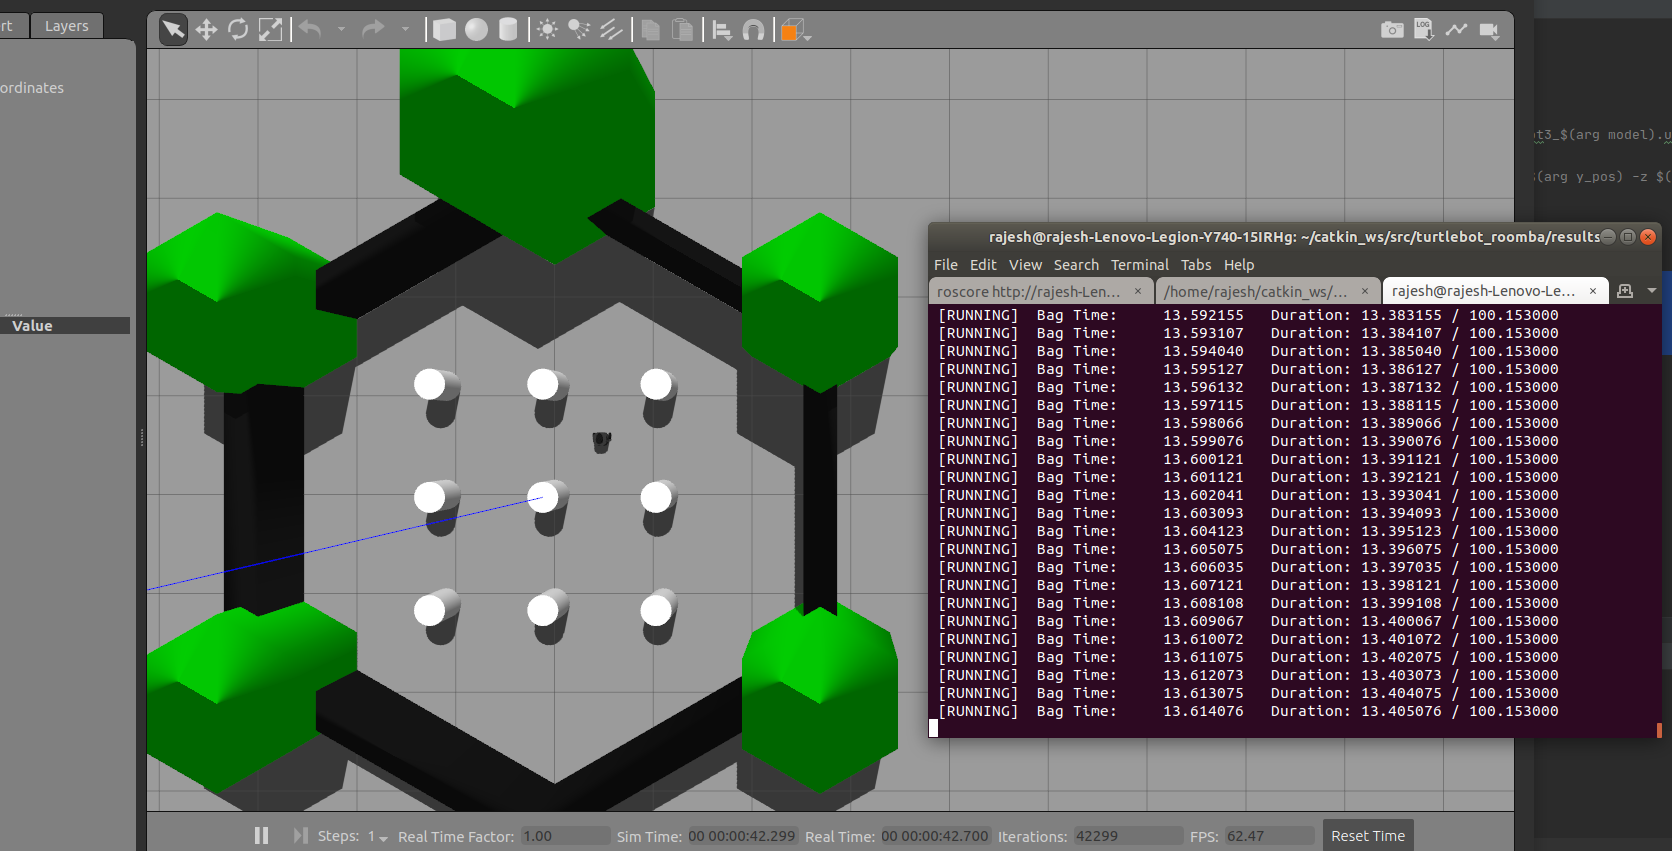 rt Layers
LOG
ordinates
ot3_$(arg model).u
$(arg y_pos) -z $(
Value
rajesh@rajesh-Lenovo-Legion-Y740-15IRHg: ~/catkin_ws/src/turtlebot_roomba/results
File Edit View Search Terminal Tabs Help
roscore http://rajesh-Len... × /home/rajesh/catkin_ws/... × rajesh@rajesh-Lenovo-Le... ×
[RUNNING] Bag Time: 13.592155 Duration: 13.383155 / 100.153000
[RUNNING] Bag Time: 13.593107 Duration: 13.384107 / 100.153000
[RUNNING] Bag Time: 13.594040 Duration: 13.385040 / 100.153000
[RUNNING] Bag Time: 13.595127 Duration: 13.386127 / 100.153000
[RUNNING] Bag Time: 13.596132 Duration: 13.387132 / 100.153000
[RUNNING] Bag Time: 13.597115 Duration: 13.388115 / 100.153000
[RUNNING] Bag Time: 13.598066 Duration: 13.389066 / 100.153000
[RUNNING] Bag Time: 13.599076 Duration: 13.390076 / 100.153000
[RUNNING] Bag Time: 13.600121 Duration: 13.391121 / 100.153000
[RUNNING] Bag Time: 13.601121 Duration: 13.392121 / 100.153000
[RUNNING] Bag Time: 13.602041 Duration: 13.393041 / 100.153000
[RUNNING] Bag Time: 13.603093 Duration: 13.394093 / 100.153000
[RUNNING] Bag Time: 13.604123 Duration: 13.395123 / 100.153000
[RUNNING] Bag Time: 13.605075 Duration: 13.396075 / 100.153000
[RUNNING] Bag Time: 13.606035 Duration: 13.397035 / 100.153000
[RUNNING] Bag Time: 13.607121 Duration: 13.398121 / 100.153000
[RUNNING] Bag Time: 13.608108 Duration: 13.399108 / 100.153000
[RUNNING] Bag Time: 13.609067 Duration: 13.400067 / 100.153000
[RUNNING] Bag Time: 13.610072 Duration: 13.401072 / 100.153000
[RUNNING] Bag Time: 13.611075 Duration: 13.402075 / 100.153000
[RUNNING] Bag Time: 13.612073 Duration: 13.403073 / 100.153000
[RUNNING] Bag Time: 13.613075 Duration: 13.404075 / 100.153000
[RUNNING] Bag Time: 13.614076 Duration: 13.405076 / 100.153000
Steps: 1 Real Time Factor: 1.00 Sim Time: 00 00:00:42.299 Real Time: 00 00:00:42.700 Iterations: 42299 FPS: 62.47 Reset Time